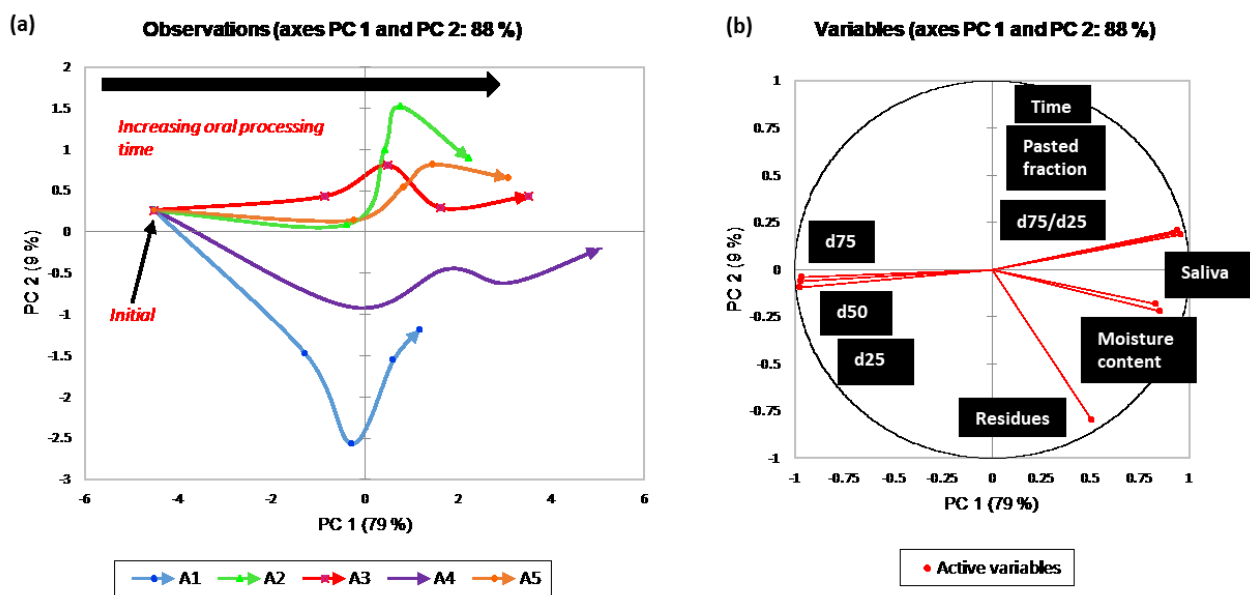 (a)
Observations (axes PC 1 and PC 2: 88 %)
2
1.5
1
0.5
0
-0.5
-1
-1.5
-2
-2.5
-3
PC 2 (9 %)
Increasing oral processing
time
Initial
-6
-4
-2
0
2
4
6
PC 1 (79 %)
A1
A2
A3
A4
A5
(b)
Variables (axes PC 1 and PC 2: 88 %)
1
0.75
0.5
0.25
0
-0.25
-0.5
-0.75
-1
PC 2 (9 %)
Time
Pasted
fraction
d75/d25
d75
Saliva
d50
Moisture
content
d25
Residues
-1
-0.75
-0.5
-0.25
0
0.25
0.5
0.75
1
PC 1 (79 %)
Active variables